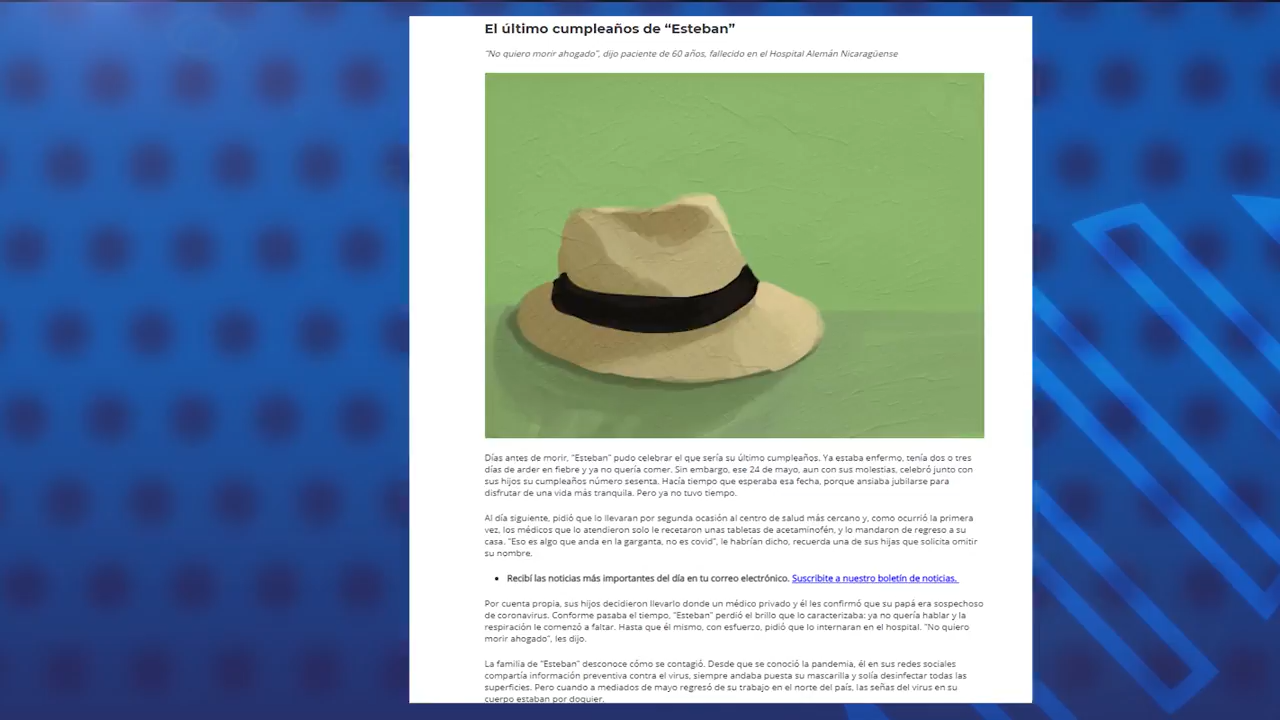 El último cumpleaños de “Esteban”
“No quiero morir ahogado”, dijo paciente de 60 años, fallecido en el Hospital Alemán Nicaragüense
Días antes de morir, “Esteban” pudo celebrar el que sería su último cumpleaños. Ya estaba enfermo, tenía dos o tres
días de arder en fiebre y ya no quería comer. Sin embargo, ese 24 de mayo, aun con sus molestias, celebró junto con
sus hijos su cumpleaños número sesenta. Hacía tiempo que esperaba esa fecha, porque ansiaba jubilarse para
disfrutar de una vida más tranquila. Pero ya no tuvo tiempo.
Al día siguiente, pidió que lo llevaran por segunda ocasión al centro de salud más cercano y, como ocurrió la primera
vez, los médicos que lo atendieron solo le recetaron unas tabletas de acetaminofén, y lo mandaron de regreso a su
casa. “Eso es algo que anda en la garganta, no es covid”, le habrían dicho, recuerda una de sus hijas que solicita omitir
su nombre.
• Recibí las noticias más importantes del día en tu correo electrónico. Suscribite a nuestro boletín de noticias.
Por cuenta propia, sus hijos decidieron llevarlo donde un médico privado y él les confirmó que su papá era sospechoso
de coronavirus. Conforme pasaba el tiempo, “Esteban” perdió el brillo que lo caracterizaba: ya no quería hablar y la
respiración le comenzó a faltar. Hasta que él mismo, con esfuerzo, pidió que lo internaran en el hospital. “No quiero
morir ahogado”, les dijo.
La familia de “Esteban” desconoce cómo se contagió. Desde que se conoció la pandemia, él en sus redes sociales
compartía información preventiva contra el virus, siempre andaba puesta su mascarilla y solía desinfectar todas las
superficies. Pero cuando a mediados de mayo regresó de su trabajo en el norte del país, las señas del virus en su
cuerpo estaban por doquier.